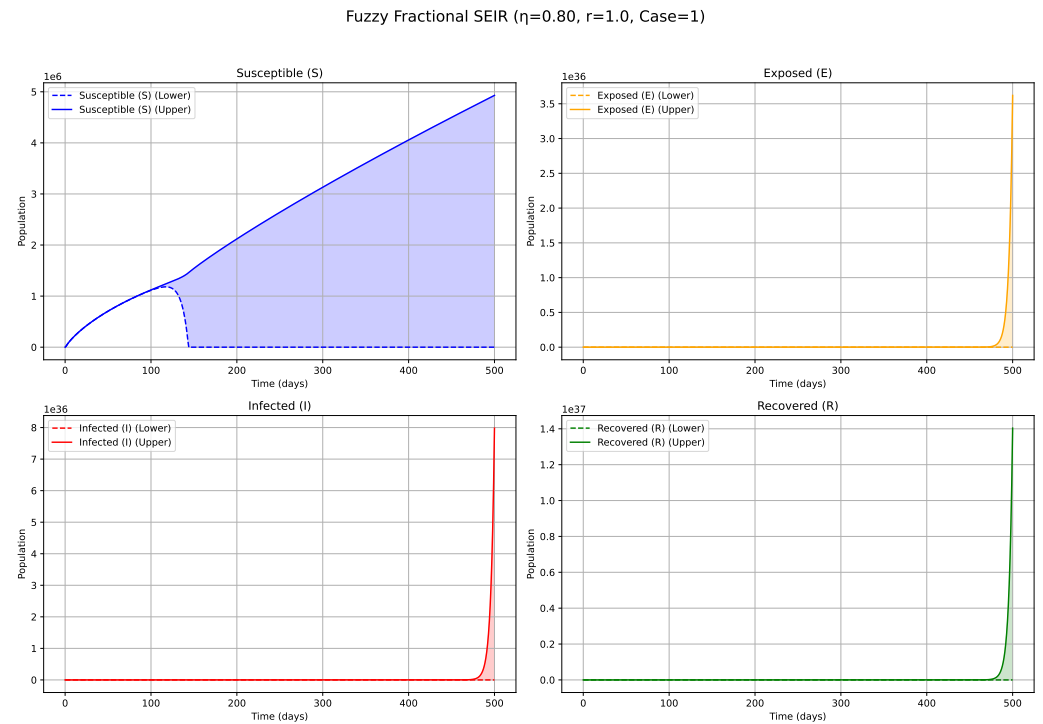 Fuzzy Fractional SEIR (η=0.80, r=1.0, Case=1)
Susceptible (S)
1e6
Susceptible (S) (Lower)
Susceptible (S) (Upper)
5
4
3
2
1
0
Population
0 100 200 300 400 500
Time (days)
Exposed (E)
1e36
Exposed (E) (Lower)
Exposed (E) (Upper)
3.5
3.0
2.5
2.0
1.5
1.0
0.5
0.0
Population
0 100 200 300 400 500
Time (days)
Infected (I)
1e36
Infected (I) (Lower)
Infected (I) (Upper)
8
7
6
5
4
3
2
1
0
Population
0 100 200 300 400 500
Time (days)
Recovered (R)
1e37
Recovered (R) (Lower)
Recovered (R) (Upper)
1.4
1.2
1.0
0.8
0.6
0.4
0.2
0.0
Population
0 100 200 300 400 500
Time (days)